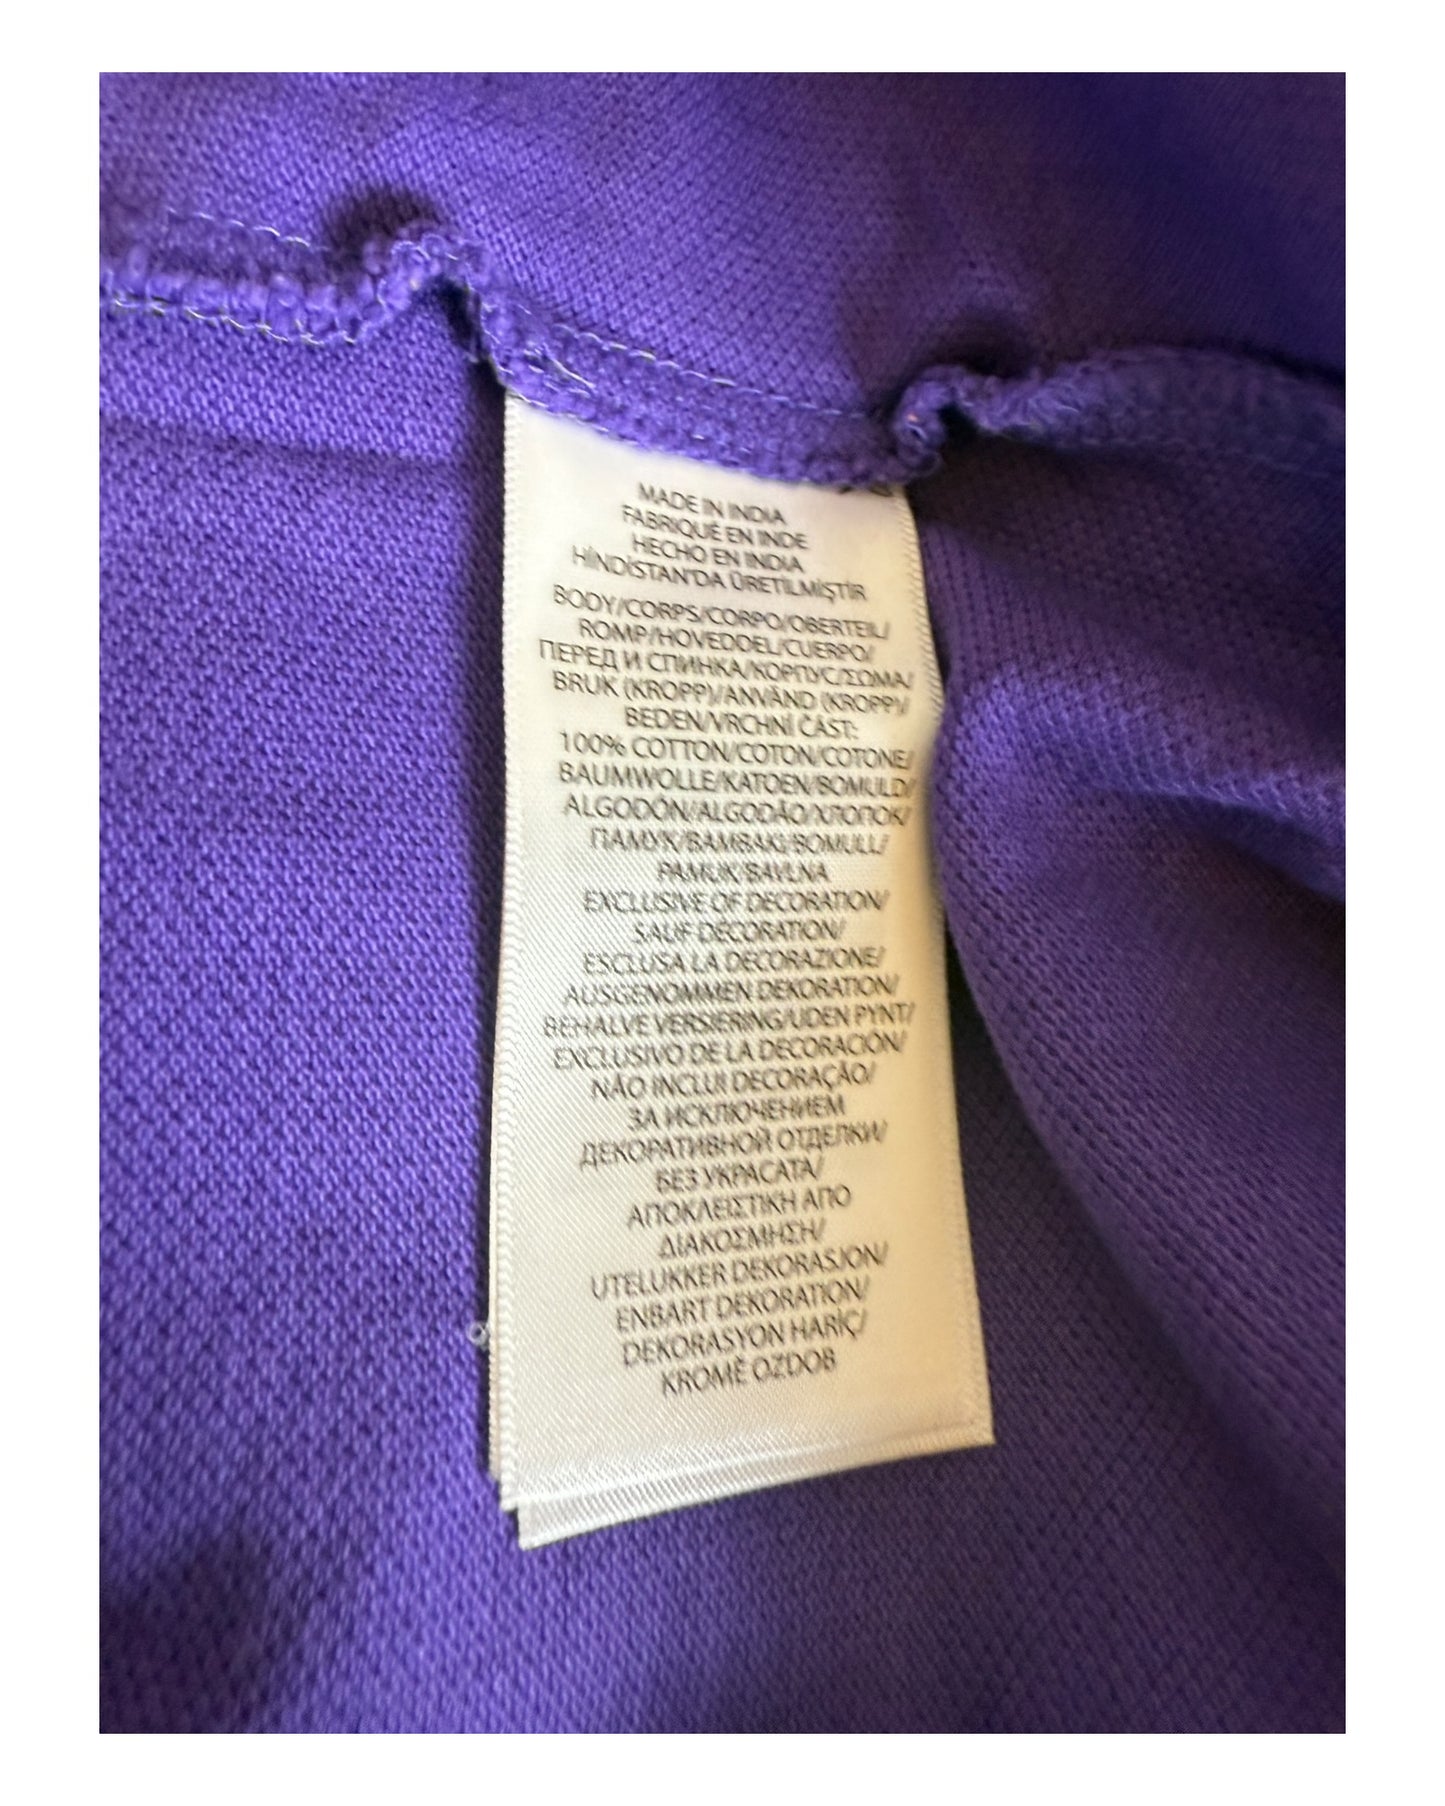 MADE IN INDIA
FABRIQUÉ EN INDE
HECHO EN INDIA
HİNDİSTAN'DA ÜRETİLMİŞTİR
BODY/CORPS/CORPO/OBERTEIL/
ROMP/HOVEDDEL/CUERPO/
ПЕРЕД И СПИНКА/КОРПУС/ΣΩΜΑ/
BRUK (KROPP)/ANVÄND (KROPP)/
BEDEN/VRCHNÍ ČÁST:
100% COTTON/COTON/COTONE/
BAUMWOLLE/KATOEN/BOMULD/
ALGODÓN/ALGODÃO/ХЛОПОК/
ПАМУК/BAMBAKI/BOMULL/
PAMUK/BAVLNA
EXCLUSIVE OF DECORATION/
SAUF DÉCORATION/
ESCLUSA LA DECORAZIONE/
AUSGENOMMEN DEKORATION/
BEHALVE VERSIERING/UDEN PYNT/
EXCLUSIVO DE LA DECORACIÓN/
NÃO INCLUI DECORAÇÃO/
ЗА ИСКЛЮЧЕНИЕМ
ДЕКОРАТИВНОЙ ОТДЕЛКИ/
БЕЗ УКРАСАТА/
ΑΠΟΚΛΕΙΣΤΙΚΗ ΑΠΟ
ΔΙΑΚΟΣΜΗΣΗ/
UTELUKKER DEKORASJON/
ENBART DEKORATION/
DEKORASYON HARİÇ/
KROMĚ OZDOB